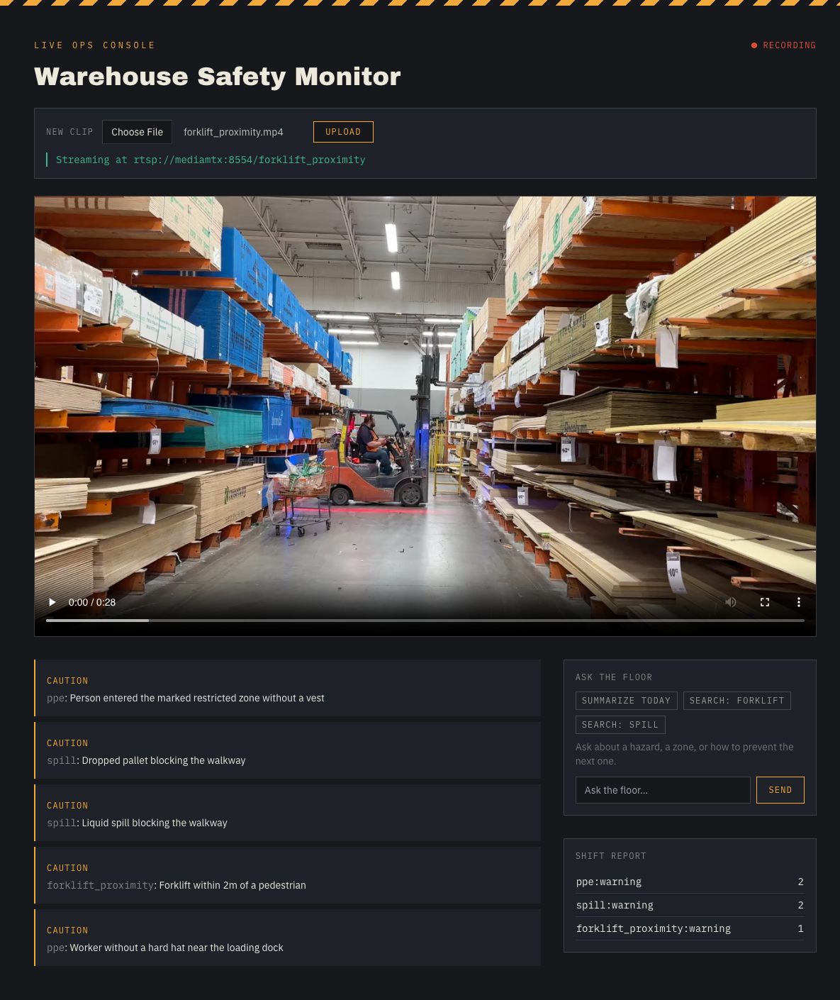 LIVE OPS CONSOLE
RECORDING
Warehouse Safety Monitor
NEW CLIP Choose File forklift_proximity.mp4 UPLOAD
Streaming at rtsp://mediamtx:8554/forklift_proximity
0:00 / 0:28
CAUTION
ppe: Person entered the marked restricted zone without a vest
CAUTION
spill: Dropped pallet blocking the walkway
CAUTION
spill: Liquid spill blocking the walkway
CAUTION
forklift_proximity: Forklift within 2m of a pedestrian
CAUTION
ppe: Worker without a hard hat near the loading dock
ASK THE FLOOR
SUMMARIZE TODAY SEARCH: FORKLIFT
SEARCH: SPILL
Ask about a hazard, a zone, or how to prevent the
next one.
Ask the floor... SEND
SHIFT REPORT
ppe:warning 2
spill:warning 2
forklift_proximity:warning 1